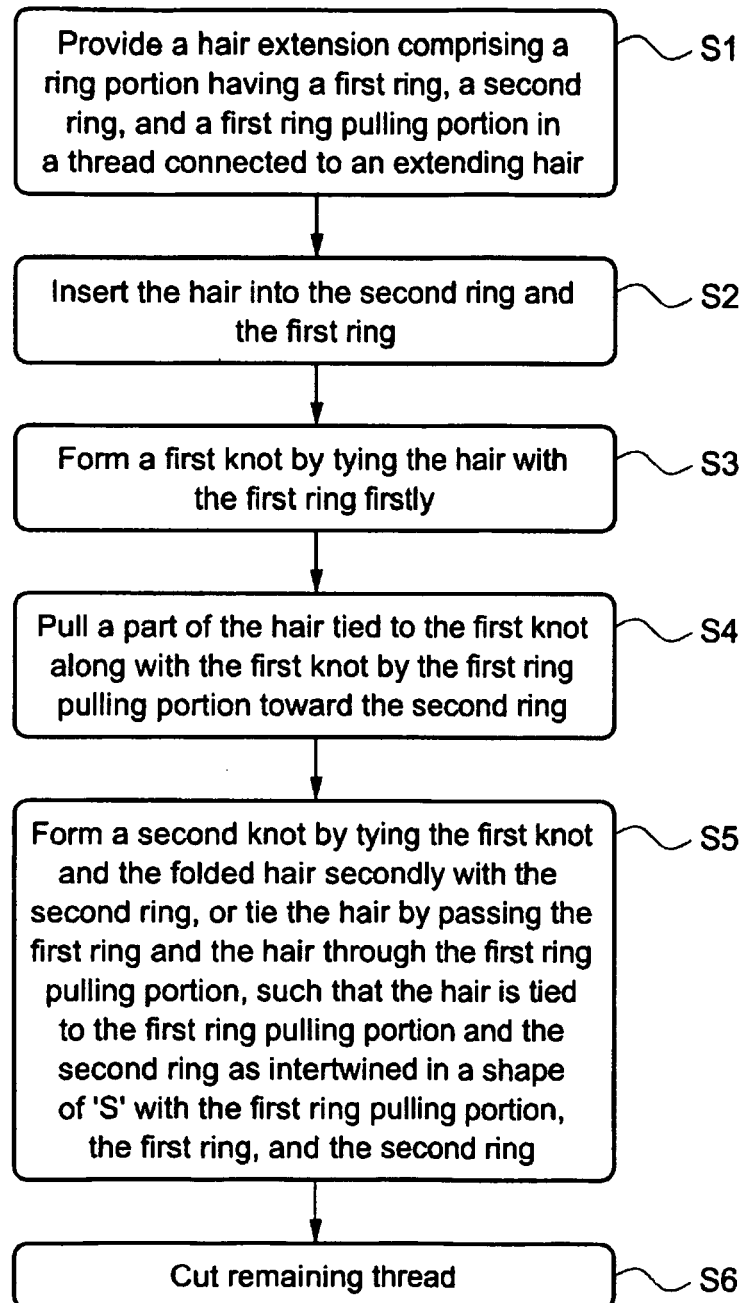 Provide a hair extension comprising a
ring portion having a first ring, a second
ring, and a first ring pulling portion in
a thread connected to an extending hair
S1
Insert the hair into the second ring and
the first ring
S2
Form a first knot by tying the hair with
the first ring firstly
S3
Pull a part of the hair tied to the first knot
along with the first knot by the first ring
pulling portion toward the second ring
S4
Form a second knot by tying the first knot
and the folded hair secondly with the
second ring, or tie the hair by passing the
first ring and the hair through the first ring
pulling portion, such that the hair is tied
to the first ring pulling portion and the
second ring as intertwined in a shape
of 'S' with the first ring pulling portion,
the first ring, and the second ring
S5
Cut remaining thread
S6